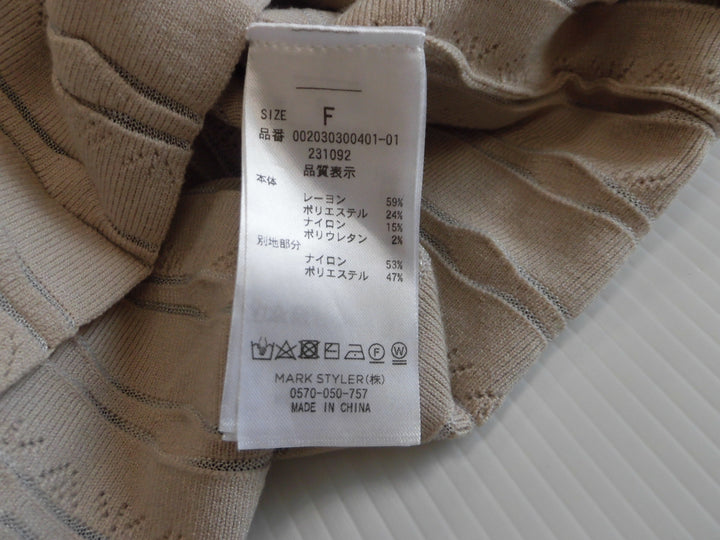 SIZE F
品番 002030300401-01
231092
品質表示
本体
レーヨン 59%
ポリエステル 24%
ナイロン 15%
ポリウレタン 2%
別地部分
ナイロン 53%
ポリエステル 47%
F W
MARK STYLER(株)
0570-050-757
MADE IN CHINA